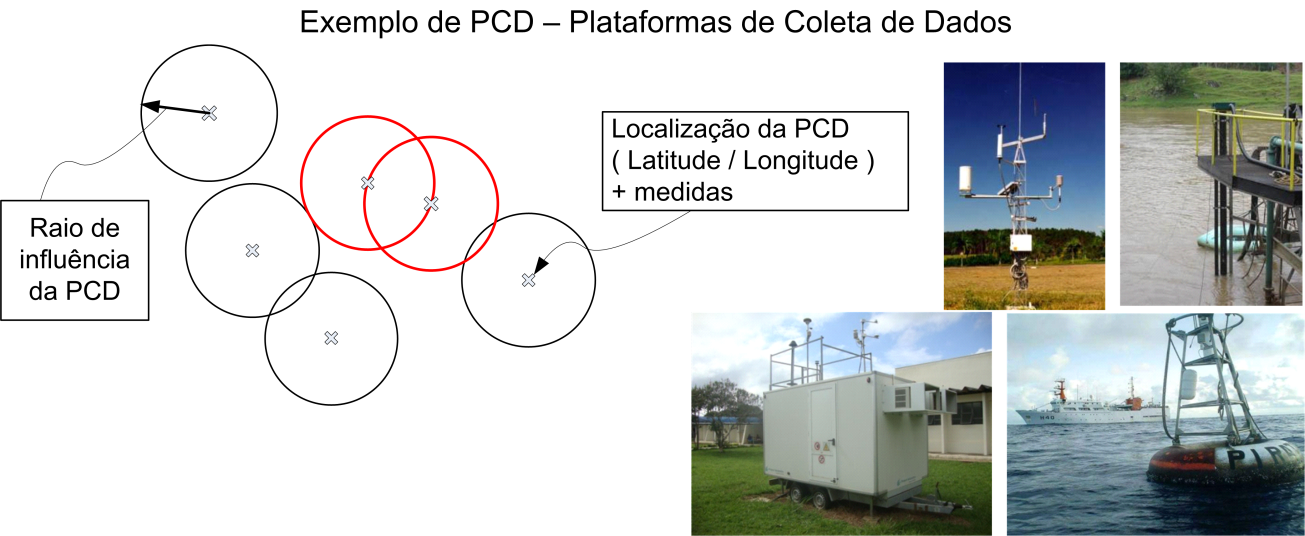 Exemplo de PCD – Plataformas de Coleta de Dados
Raio de
influência
da PCD
Localização da PCD
( Latitude / Longitude )
+ medidas